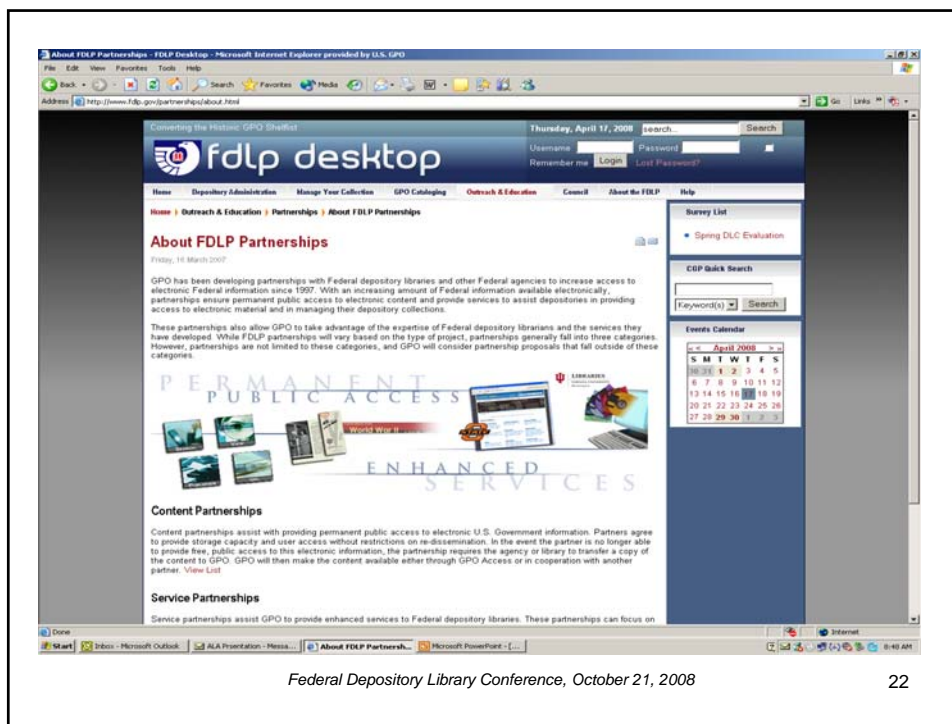 About FDLP Partnerships - FDLP Desktop - Microsoft Internet Explorer provided by U.S. GPO
File Edit View Favorites Tools Help
Back Search Favorites Media
Address http://www.fdlp.gov/partnerships/about.html Go Links
Converting the Historic GPO Shelflist
Thursday, April 17, 2008 search... Search
fdlp desktop
Username Password
Remember me Login Lost Password?
Home Depository Administration Manage Your Collection GPO Cataloging Outreach & Education Council About the FDLP Help
Home Outreach & Education Partnerships About FDLP Partnerships
About FDLP Partnerships
Friday, 16 March 2007
GPO has been developing partnerships with Federal depository libraries and other Federal agencies to increase access to
electronic Federal information since 1997. With an increasing amount of Federal information available electronically,
partnerships ensure permanent public access to electronic content and provide services to assist depositories in providing
access to electronic material and in managing their depository collections.
These partnerships also allow GPO to take advantage of the expertise of Federal depository librarians and the services they
have developed. While FDLP partnerships will vary based on the type of project, partnerships generally fall into three categories.
However, partnerships are not limited to these categories, and GPO will consider partnership proposals that fall outside of these
categories.
PERMANENT
PUBLIC ACCESS
LIBRARIES
World War II
ENHANCED
SERVICES
Content Partnerships
Content partnerships assist with providing permanent public access to electronic U.S. Government information. Partners agree
to provide storage capacity and user access without restrictions on re-dissemination. In the event the partner is no longer able
to provide free, public access to this electronic information, the partnership requires the agency or library to transfer a copy of
the content to GPO. GPO will then make the content available either through GPO Access or in cooperation with another
partner. View List
Service Partnerships
Service partnerships assist GPO to provide enhanced services to Federal depository libraries. These partnerships can focus on
Survey List
Spring DLC Evaluation
CGP Quick Search
Keyword(s) Search
Events Calendar
« < April 2008 > »
S M T W T F S
30 31 1 2 3 4 5
6 7 8 9 10 11 12
13 14 15 16 17 18 19
20 21 22 23 24 25 26
27 28 29 30 1 2 3
Done Internet
Start Inbox - Microsoft Outlook ALA Prsentation - Messa... About FDLP Partnersh... Microsoft PowerPoint - [... 8:40 AM
Federal Depository Library Conference, October 21, 2008
22